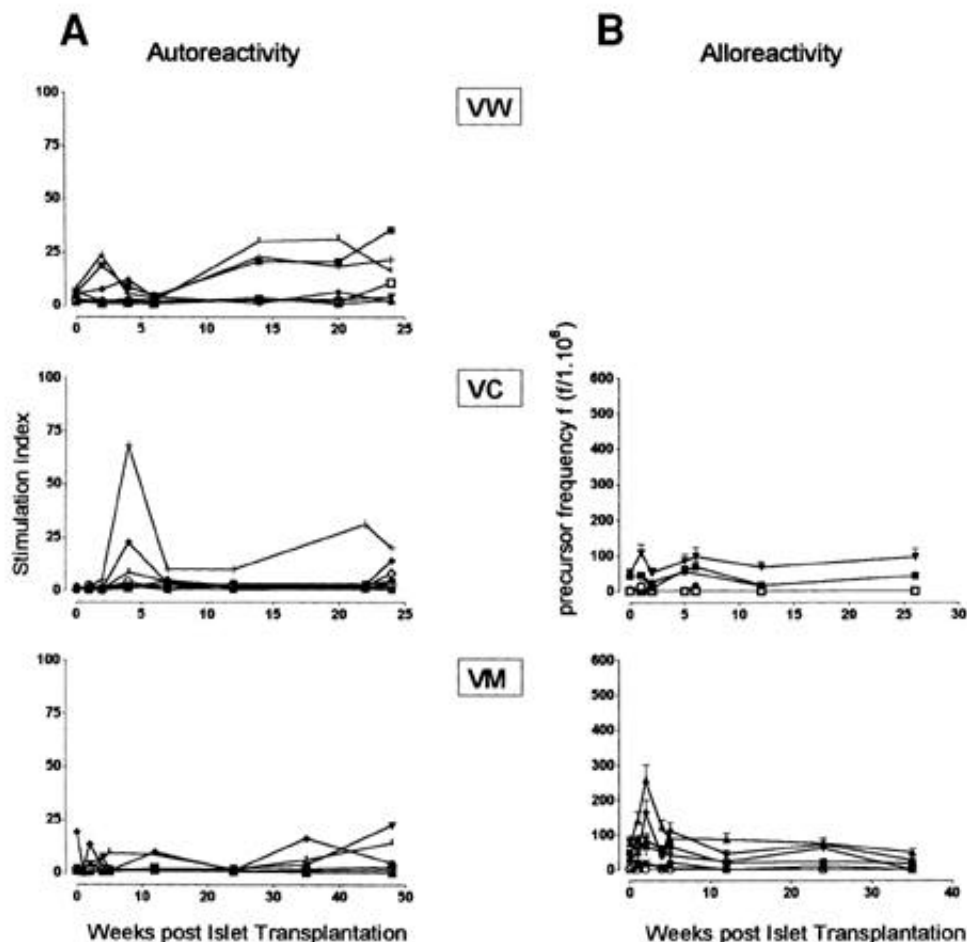 A
B
Autoreactivity
Alloreactivity
VW
100
75
50
25
0
0 5 10 15 20 25
VC
100
75
50
25
0
0 5 10 15 20 25
Stimulation Index
precursor frequency f (f/1.10⁶)
600
500
400
300
200
100
0
0 5 10 15 20 25 30
VM
100
75
50
25
0
0 10 20 30 40 50
600
500
400
300
200
100
0
0 10 20 30 40
Weeks post Islet Transplantation
Weeks post Islet Transplantation